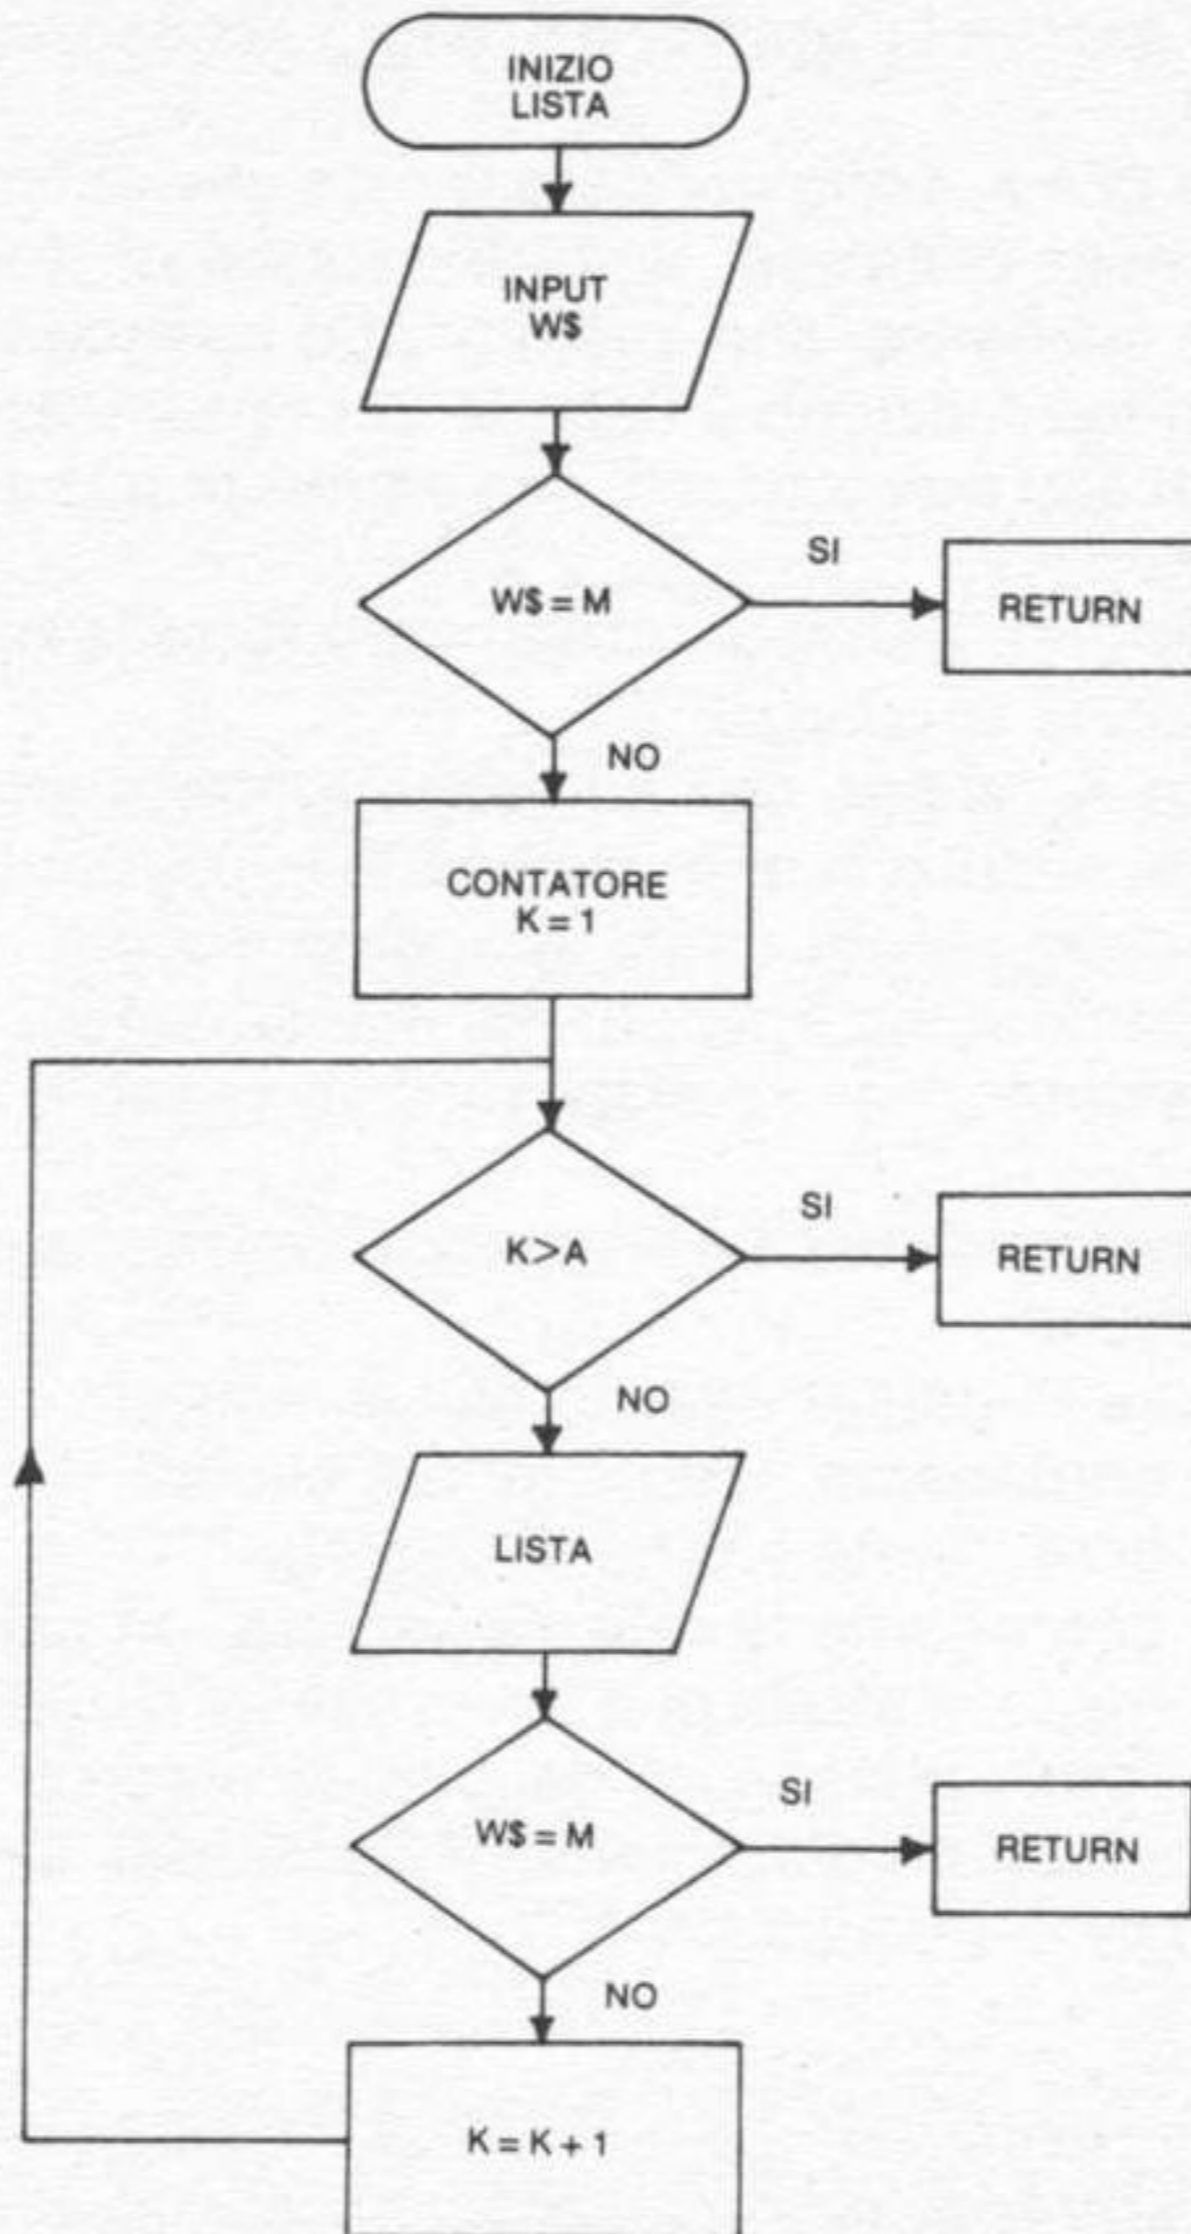 INIZIO
LISTA
INPUT
W$
W$ = M
SI
RETURN
NO
CONTATORE
K = 1
K>A
SI
RETURN
NO
LISTA
W$ = M
SI
RETURN
NO
K = K + 1